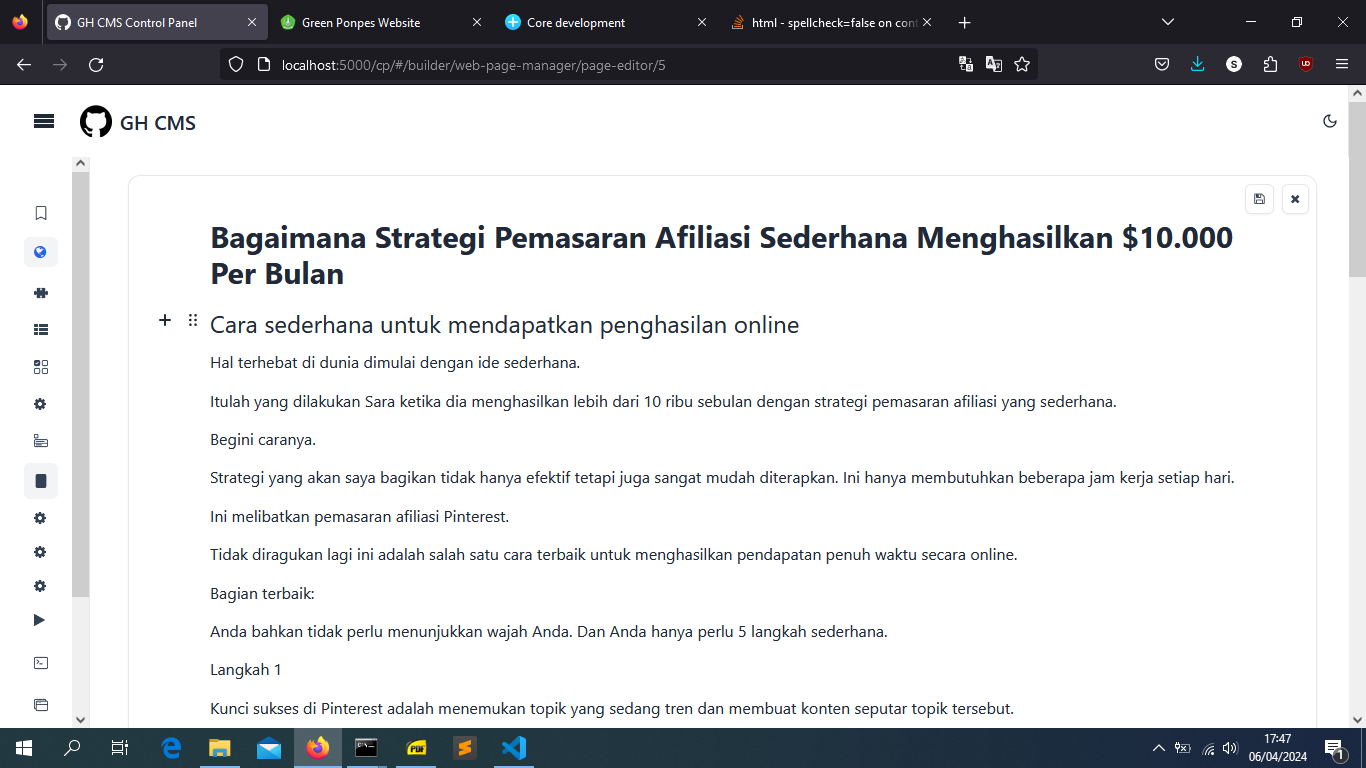 GH CMS Control Panel
Green Ponpes Website
Core development
html - spellcheck=false on con
localhost:5000/cp/#/builder/web-page-manager/page-editor/5
S
GH CMS
Bagaimana Strategi Pemasaran Afiliasi Sederhana Menghasilkan $10.000
Per Bulan
Cara sederhana untuk mendapatkan penghasilan online
Hal terhebat di dunia dimulai dengan ide sederhana.
Itulah yang dilakukan Sara ketika dia menghasilkan lebih dari 10 ribu sebulan dengan strategi pemasaran afiliasi yang sederhana.
Begini caranya.
Strategi yang akan saya bagikan tidak hanya efektif tetapi juga sangat mudah diterapkan. Ini hanya membutuhkan beberapa jam kerja setiap hari.
Ini melibatkan pemasaran afiliasi Pinterest.
Tidak diragukan lagi ini adalah salah satu cara terbaik untuk menghasilkan pendapatan penuh waktu secara online.
Bagian terbaik:
Anda bahkan tidak perlu menunjukkan wajah Anda. Dan Anda hanya perlu 5 langkah sederhana.
Langkah 1
Kunci sukses di Pinterest adalah menemukan topik yang sedang tren dan membuat konten seputar topik tersebut.
PDF
17:47
06/04/2024
1